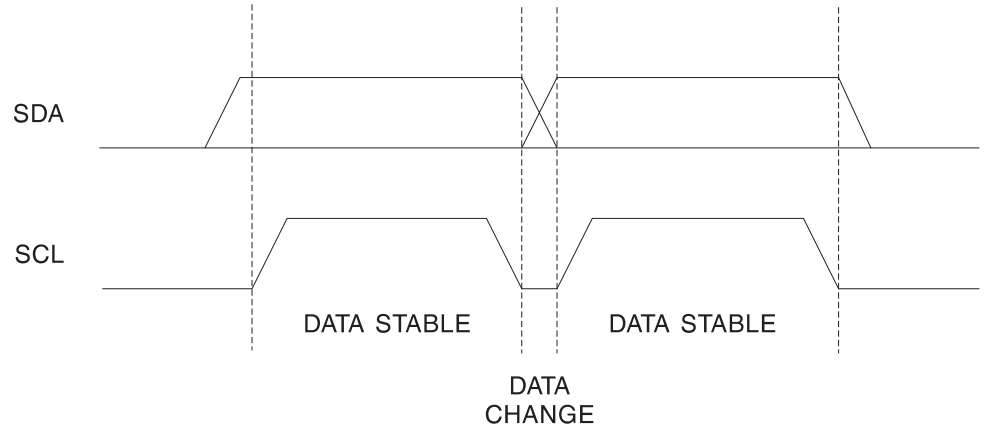 SDA
SCL
DATA STABLE
DATA STABLE
DATA
CHANGE